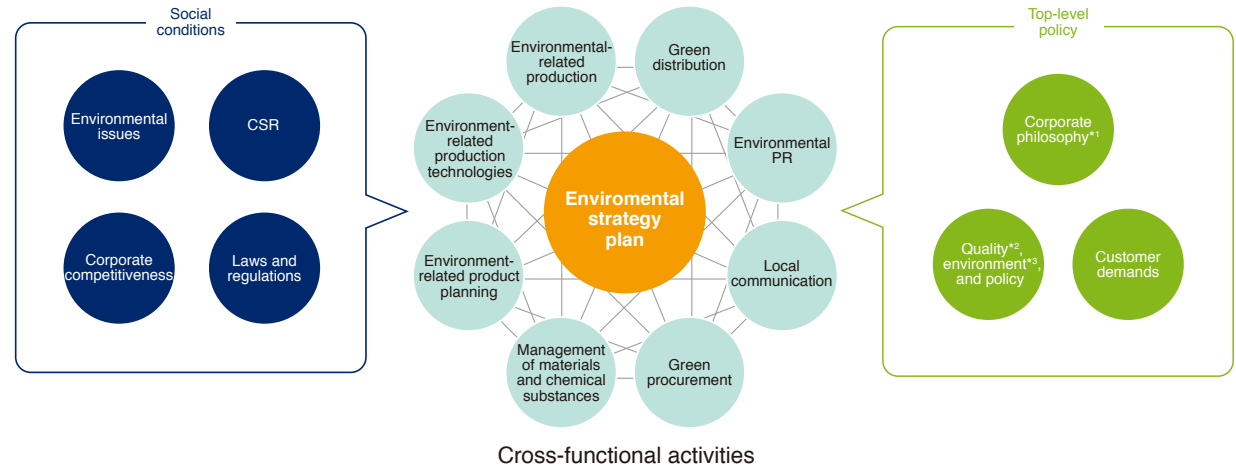 Social
conditions
Environmental
issues
CSR
Corporate
competitiveness
Laws and
regulations
Environmental-
related
production
Green
distribution
Environment-
related
production
technologies
Environmental
PR
Enviromental
strategy
plan
Environment-
related product
planning
Local
communication
Management
of materials
and chemical
substances
Green
procurement
Cross-functional activities
Top-level
policy
Corporate
philosophy*1
Quality*2,
environment*3,
and policy
Customer
demands